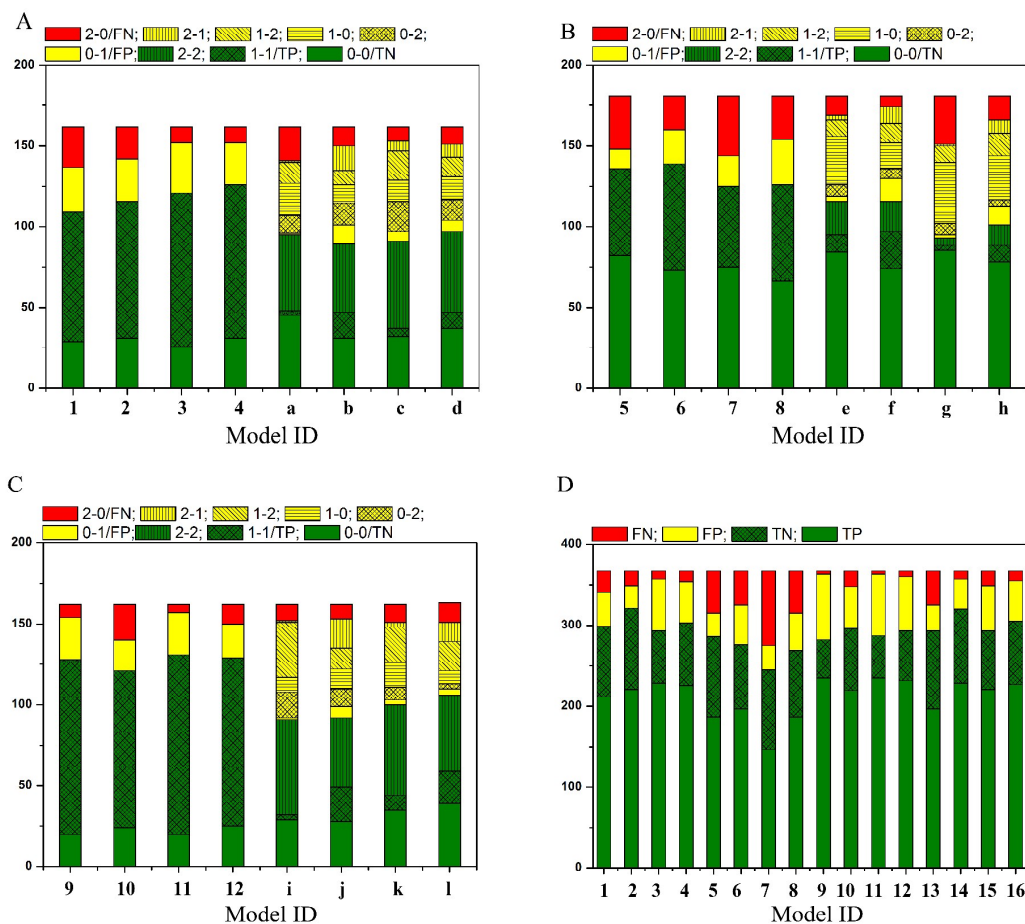 A
2-0/FN; 2-1; 1-2; 1-0; 0-2;
0-1/FP; 2-2; 1-1/TP; 0-0/TN
200
150
100
50
0
1 2 3 4 a b c d
Model ID
B
2-0/FN; 2-1; 1-2; 1-0; 0-2;
0-1/FP; 2-2; 1-1/TP; 0-0/TN
200
150
100
50
0
5 6 7 8 e f g h
Model ID
C
2-0/FN; 2-1; 1-2; 1-0; 0-2;
0-1/FP; 2-2; 1-1/TP; 0-0/TN
200
150
100
50
0
9 10 11 12 i j k l
Model ID
D
FN; FP; TN; TP
400
300
200
100
0
1 2 3 4 5 6 7 8 9 10 11 12 13 14 15 16
Model ID